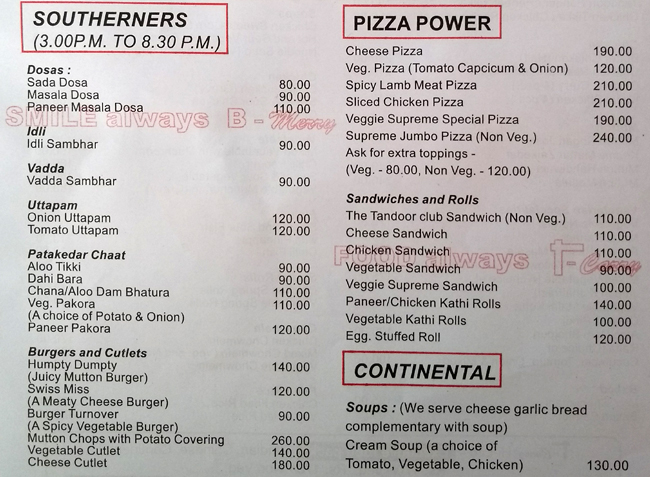 SOUTHERNERS
(3.00P.M. TO 8.30 P.M.)
Dosas :
Sada Dosa 80.00
Masala Dosa 90.00
Paneer Masala Dosa 110.00
SMILE always B - Merry
Idli
Idli Sambhar 90.00
Vadda
Vadda Sambhar 90.00
Uttapam
Onion Uttapam 120.00
Tomato Uttapam 120.00
Patakedar Chaat
Aloo Tikki 90.00
Dahi Bara 90.00
Chana/Aloo Dam Bhatura 110.00
Veg. Pakora 110.00
(A choice of Potato & Onion)
Paneer Pakora 120.00
Burgers and Cutlets
Humpty Dumpty 140.00
(Juicy Mutton Burger)
Swiss Miss 120.00
(A Meaty Cheese Burger)
Burger Turnover 90.00
(A Spicy Vegetable Burger)
Mutton Chops with Potato Covering 260.00
Vegetable Cutlet 140.00
Cheese Cutlet 180.00
PIZZA POWER
Cheese Pizza 190.00
Veg. Pizza (Tomato Capcicum & Onion) 120.00
Spicy Lamb Meat Pizza 210.00
Sliced Chicken Pizza 210.00
Veggie Supreme Special Pizza 190.00
Supreme Jumbo Pizza (Non Veg.) 240.00
Ask for extra toppings -
(Veg. - 80.00, Non Veg. - 120.00)
Sandwiches and Rolls
The Tandoor club Sandwich (Non Veg.) 110.00
Cheese Sandwich 110.00
Chicken Sandwich 110.00
FOOD always T-
Vegetable Sandwich 90.00
Veggie Supreme Sandwich 100.00
Paneer/Chicken Kathi Rolls 140.00
Vegetable Kathi Rolls 100.00
Egg. Stuffed Roll 120.00
CONTINENTAL
Soups : (We serve cheese garlic bread
complementary with soup)
Cream Soup (a choice of
Tomato, Vegetable, Chicken) 130.00